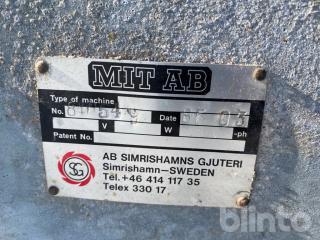 MIT AB
Type of machine
No. Date
V W -ph
Patent No.
SG
AB SIMRISHAMNS GJUTERI
Simrishamn-SWEDEN
Tel. +46 414 117 35
Telex 330 17
blinto